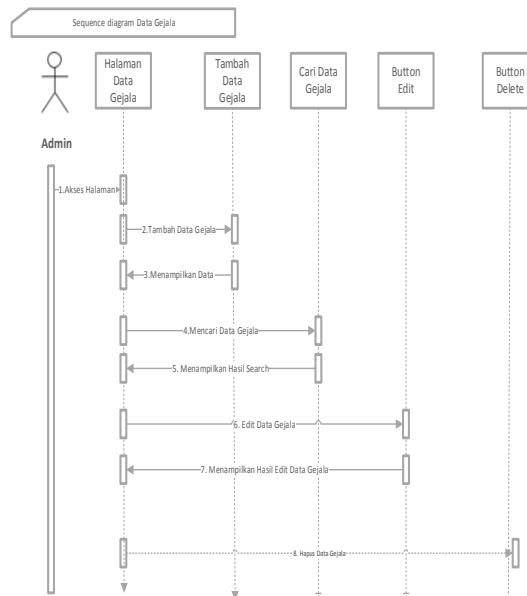 Sequence diagram Data Gejala
Halaman
Data
Gejala
Tambah
Data
Gejala
Cari Data
Gejala
Button
Edit
Button
Delete
Admin
1.Akses Halaman
2.Tambah Data Gejala
3.Menampilkan Data
4.Mencari Data Gejala
5. Menampilkan Hasil Search
6. Edit Data Gejala
7. Menampilkan Hasil Edit Data Gejala
8. Hapus Data Gejala